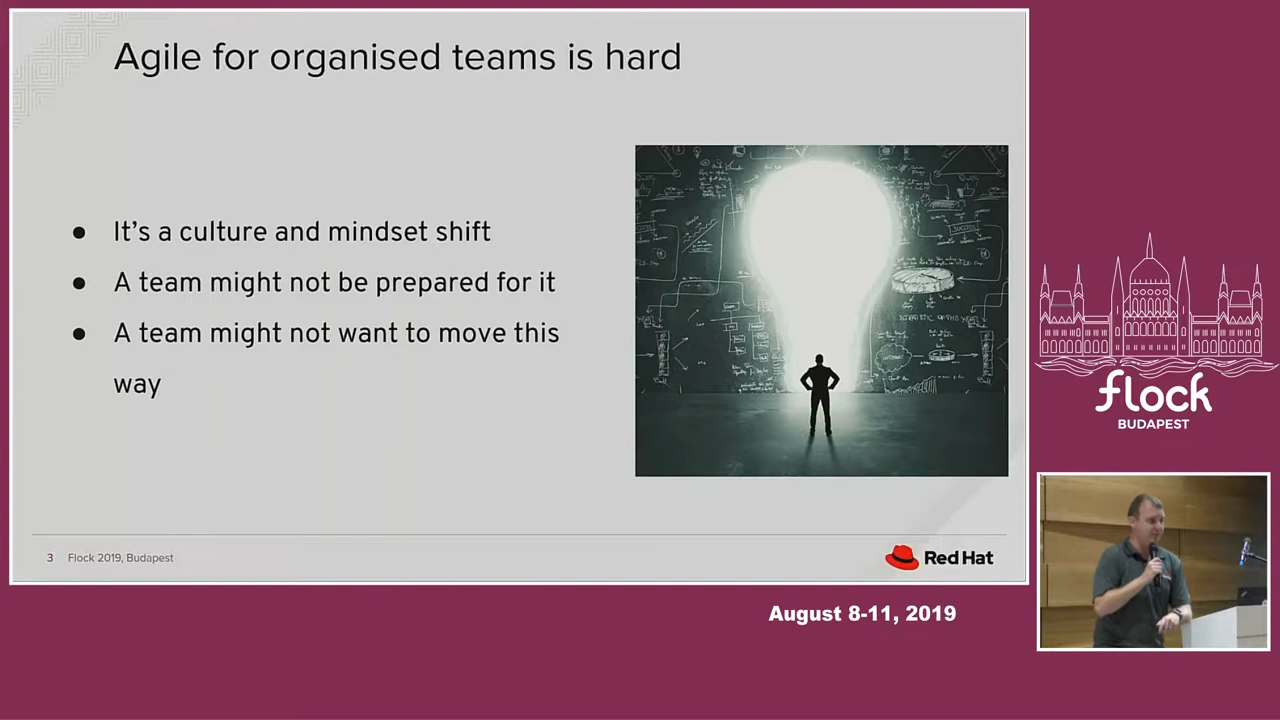 Agile for organised teams is hard
● It’s a culture and mindset shift
● A team might not be prepared for it
● A team might not want to move this
way
SUCCESS
3 Flock 2019, Budapest
Red Hat
flock
BUDAPEST
August 8-11, 2019